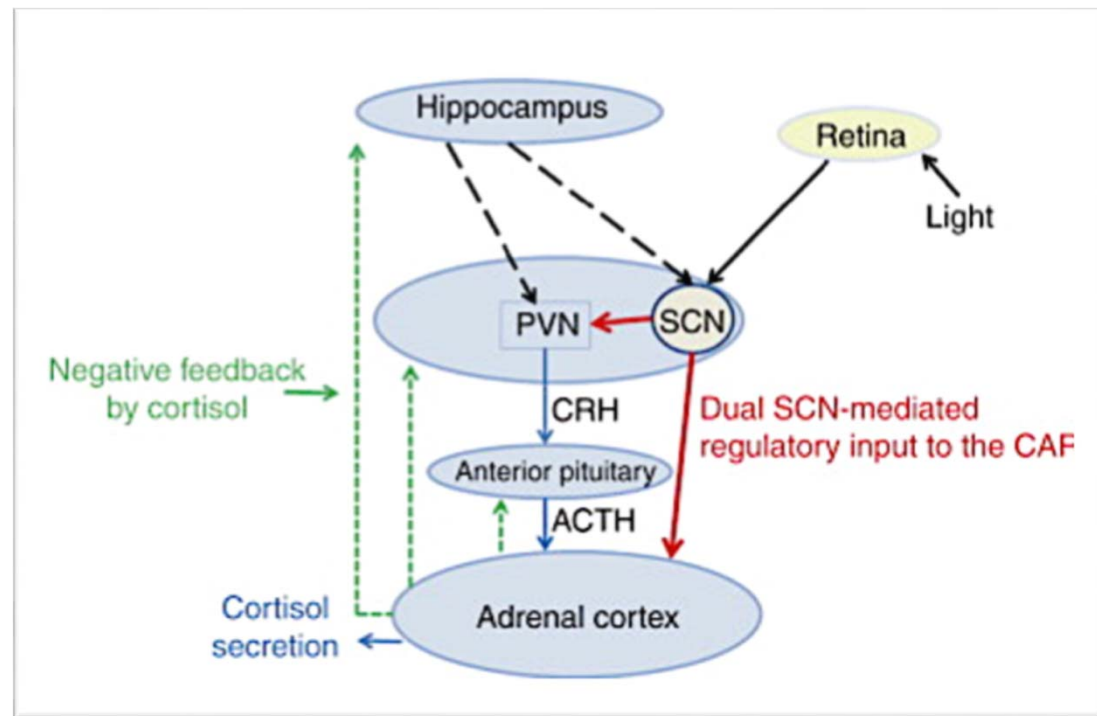 Hippocampus
Retina
Light
PVN
SCN
Negative feedback
by cortisol
CRH
Dual SCN-mediated
regulatory input to the CAR
Anterior pituitary
ACTH
Cortisol
secretion
Adrenal cortex